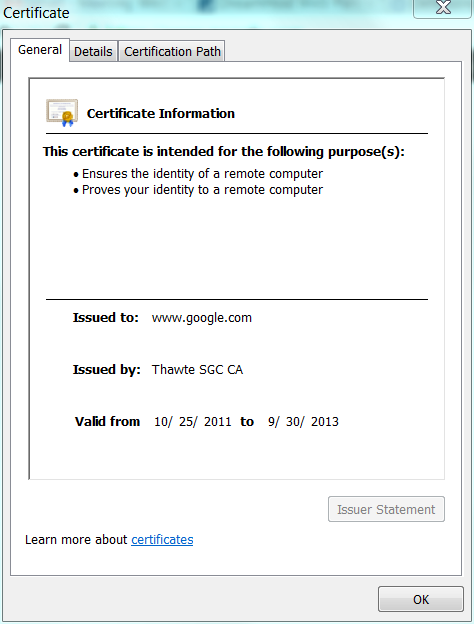 Certificate
General Details Certification Path
Certificate Information
This certificate is intended for the following purpose(s):
• Ensures the identity of a remote computer
• Proves your identity to a remote computer
Issued to: www.google.com
Issued by: Thawte SGC CA
Valid from 10/ 25/ 2011 to 9/ 30/ 2013
Issuer Statement
Learn more about certificates
OK